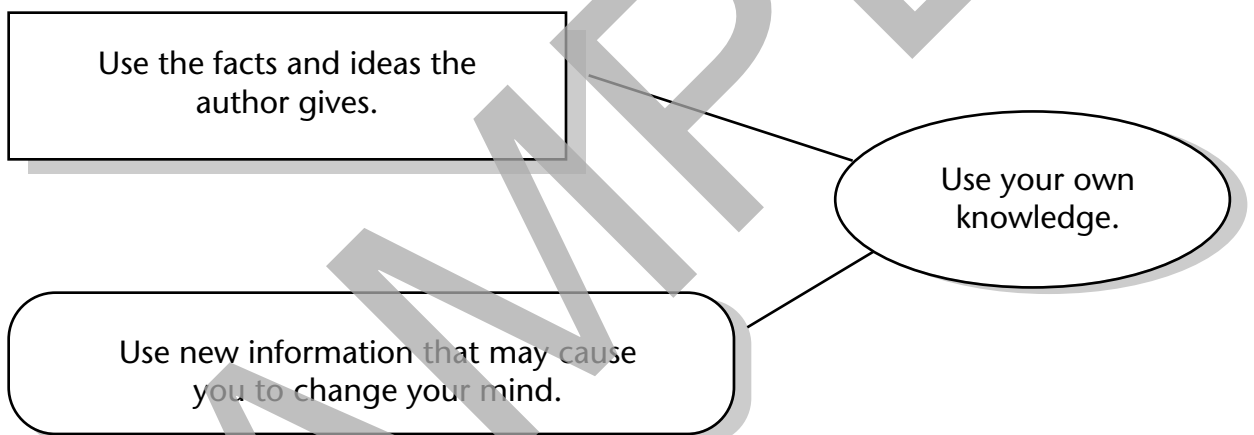 Use the facts and ideas the
author gives.
Use your own
knowledge.
Use new information that may cause
you to change your mind.